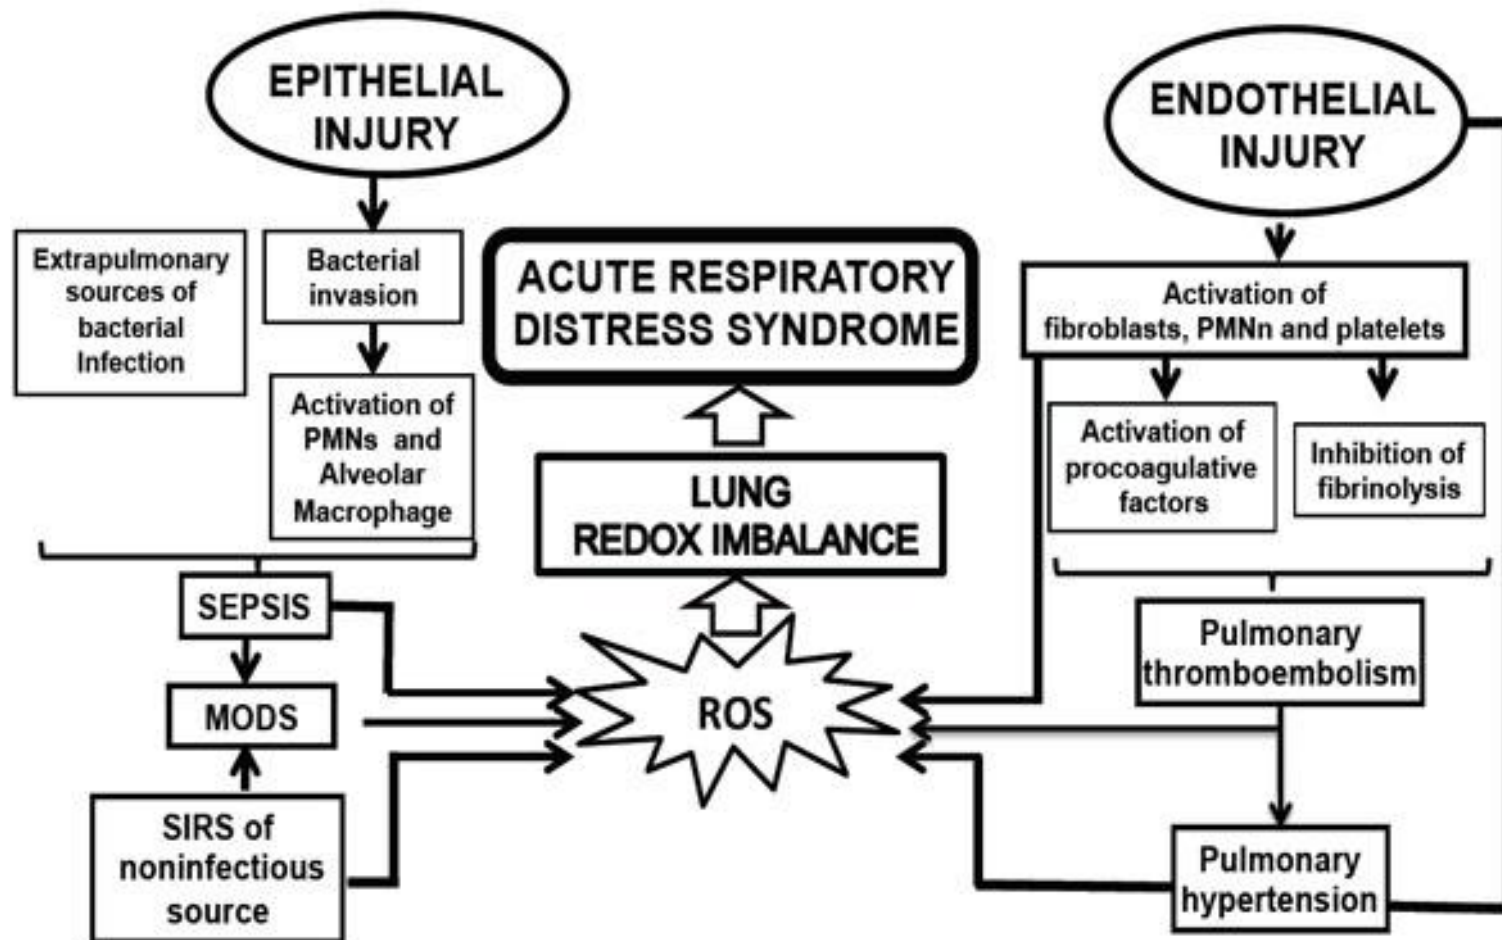 EPITHELIAL
INJURY
ENDOTHELIAL
INJURY
Extrapulmonary
sources of
bacterial
Infection
Bacterial
invasion
Activation of
PMNs and
Alveolar
Macrophage
ACUTE RESPIRATORY
DISTRESS SYNDROME
LUNG
REDOX IMBALANCE
ROS
SEPSIS
MODS
SIRS of
noninfectious
source
Activation of
fibroblasts, PMNn and platelets
Activation of
procoagulative
factors
Inhibition of
fibrinolysis
Pulmonary
thromboembolism
Pulmonary
hypertension